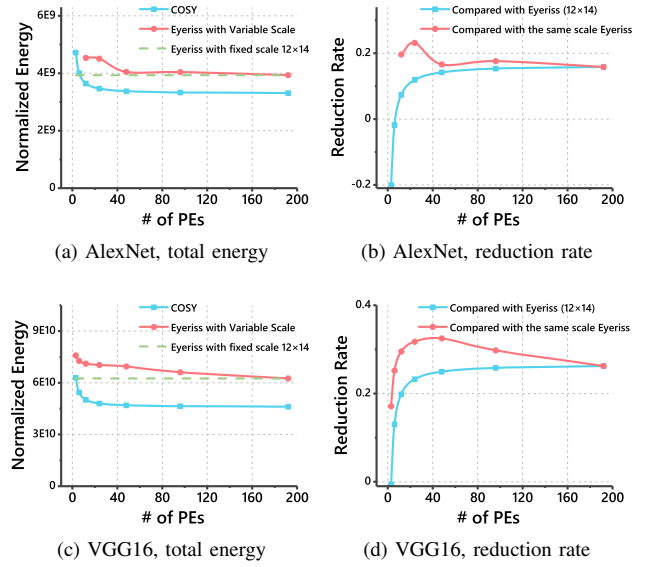 6E9
4E9
2E9
0
0 40 80 120 160 200
Normalized Energy
# of PEs
COSY
Eyeriss with Variable Scale
Eyeriss with fixed scale 12×14
(a) AlexNet, total energy
0.2
0
-0.2
0 40 80 120 160 200
Reduction Rate
# of PEs
Compared with Eyeriss (12×14)
Compared with the same scale Eyeriss
(b) AlexNet, reduction rate
9E10
6E10
3E10
0
0 40 80 120 160 200
Normalized Energy
# of PEs
COSY
Eyeriss with Variable Scale
Eyeriss with fixed scale 12×14
(c) VGG16, total energy
0.4
0.2
0
0 40 80 120 160 200
Reduction Rate
# of PEs
Compared with Eyeriss (12×14)
Compared with the same scale Eyeriss
(d) VGG16, reduction rate